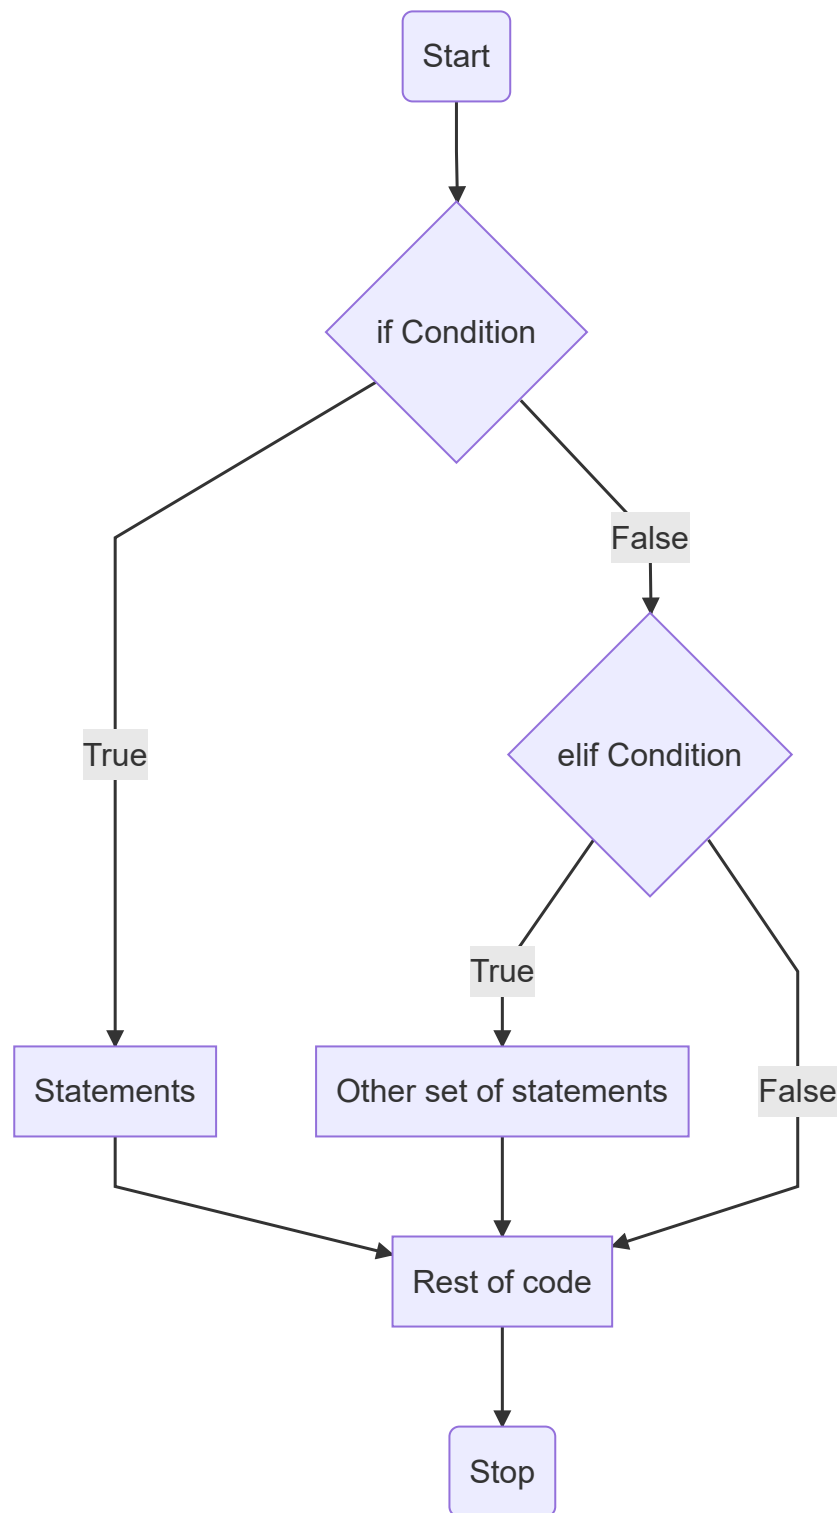 Start
if Condition
False
True
elif Condition
True
Statements
Other set of statements
False
Rest of code
Stop